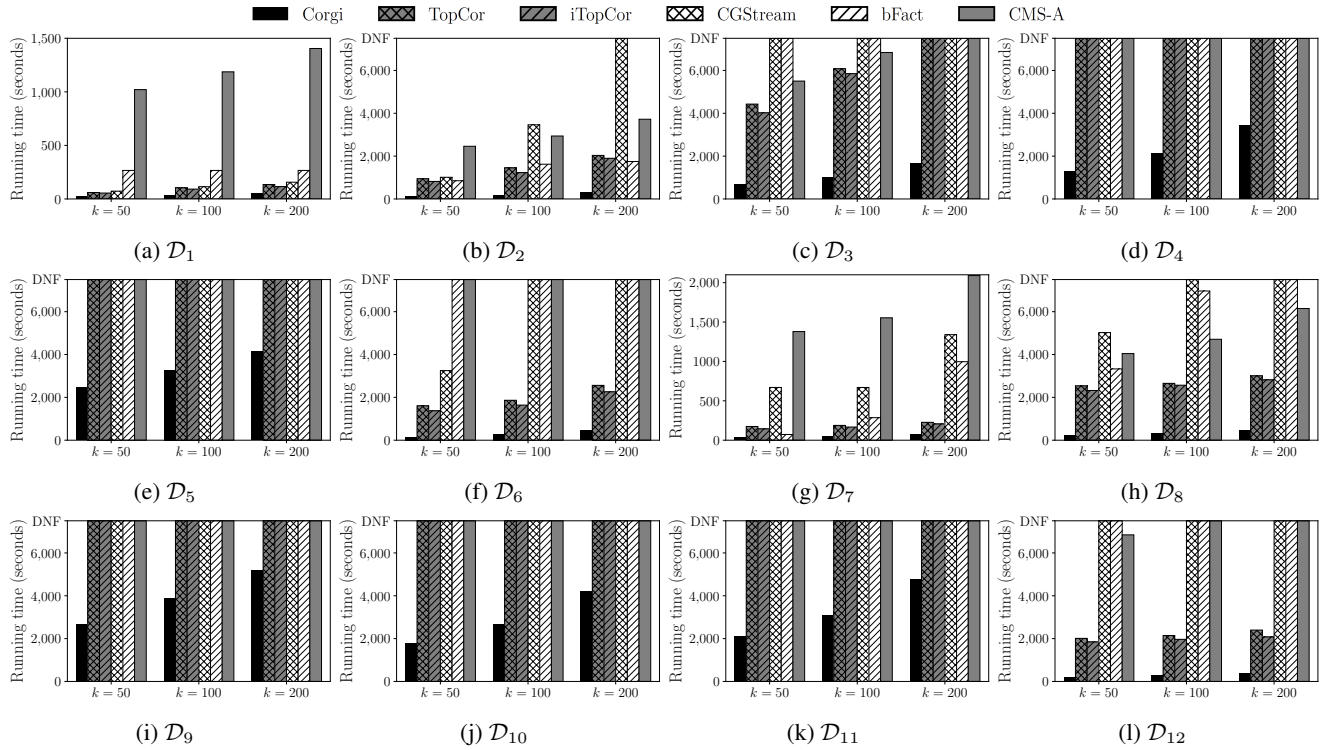 Corgi TopCor iTopCor CGStream bFact CMS-A
Running time (seconds)
1,500
1,000
500
0
k = 50 k = 100 k = 200
(a) D1
Running time (seconds)
DNF
6,000
4,000
2,000
0
k = 50 k = 100 k = 200
(b) D2
Running time (seconds)
DNF
6,000
4,000
2,000
0
k = 50 k = 100 k = 200
(c) D3
Running time (seconds)
DNF
6,000
4,000
2,000
0
k = 50 k = 100 k = 200
(d) D4
Running time (seconds)
DNF
6,000
4,000
2,000
0
k = 50 k = 100 k = 200
(e) D5
Running time (seconds)
DNF
6,000
4,000
2,000
0
k = 50 k = 100 k = 200
(f) D6
Running time (seconds)
2,000
1,500
1000
500
0
k = 50 k = 100 k = 200
(g) D7
Running time (seconds)
DNF
6,000
4,000
2,000
0
k = 50 k = 100 k = 200
(h) D8
Running time (seconds)
DNF
6,000
4,000
2,000
0
k = 50 k = 100 k = 200
(i) D9
Running time (seconds)
DNF
6,000
4,000
2,000
0
k = 50 k = 100 k = 200
(j) D10
Running time (seconds)
DNF
6,000
4,000
2,000
0
k = 50 k = 100 k = 200
(k) D11
Running time (seconds)
DNF
6,000
4,000
2,000
0
k = 50 k = 100 k = 200
(l) D12